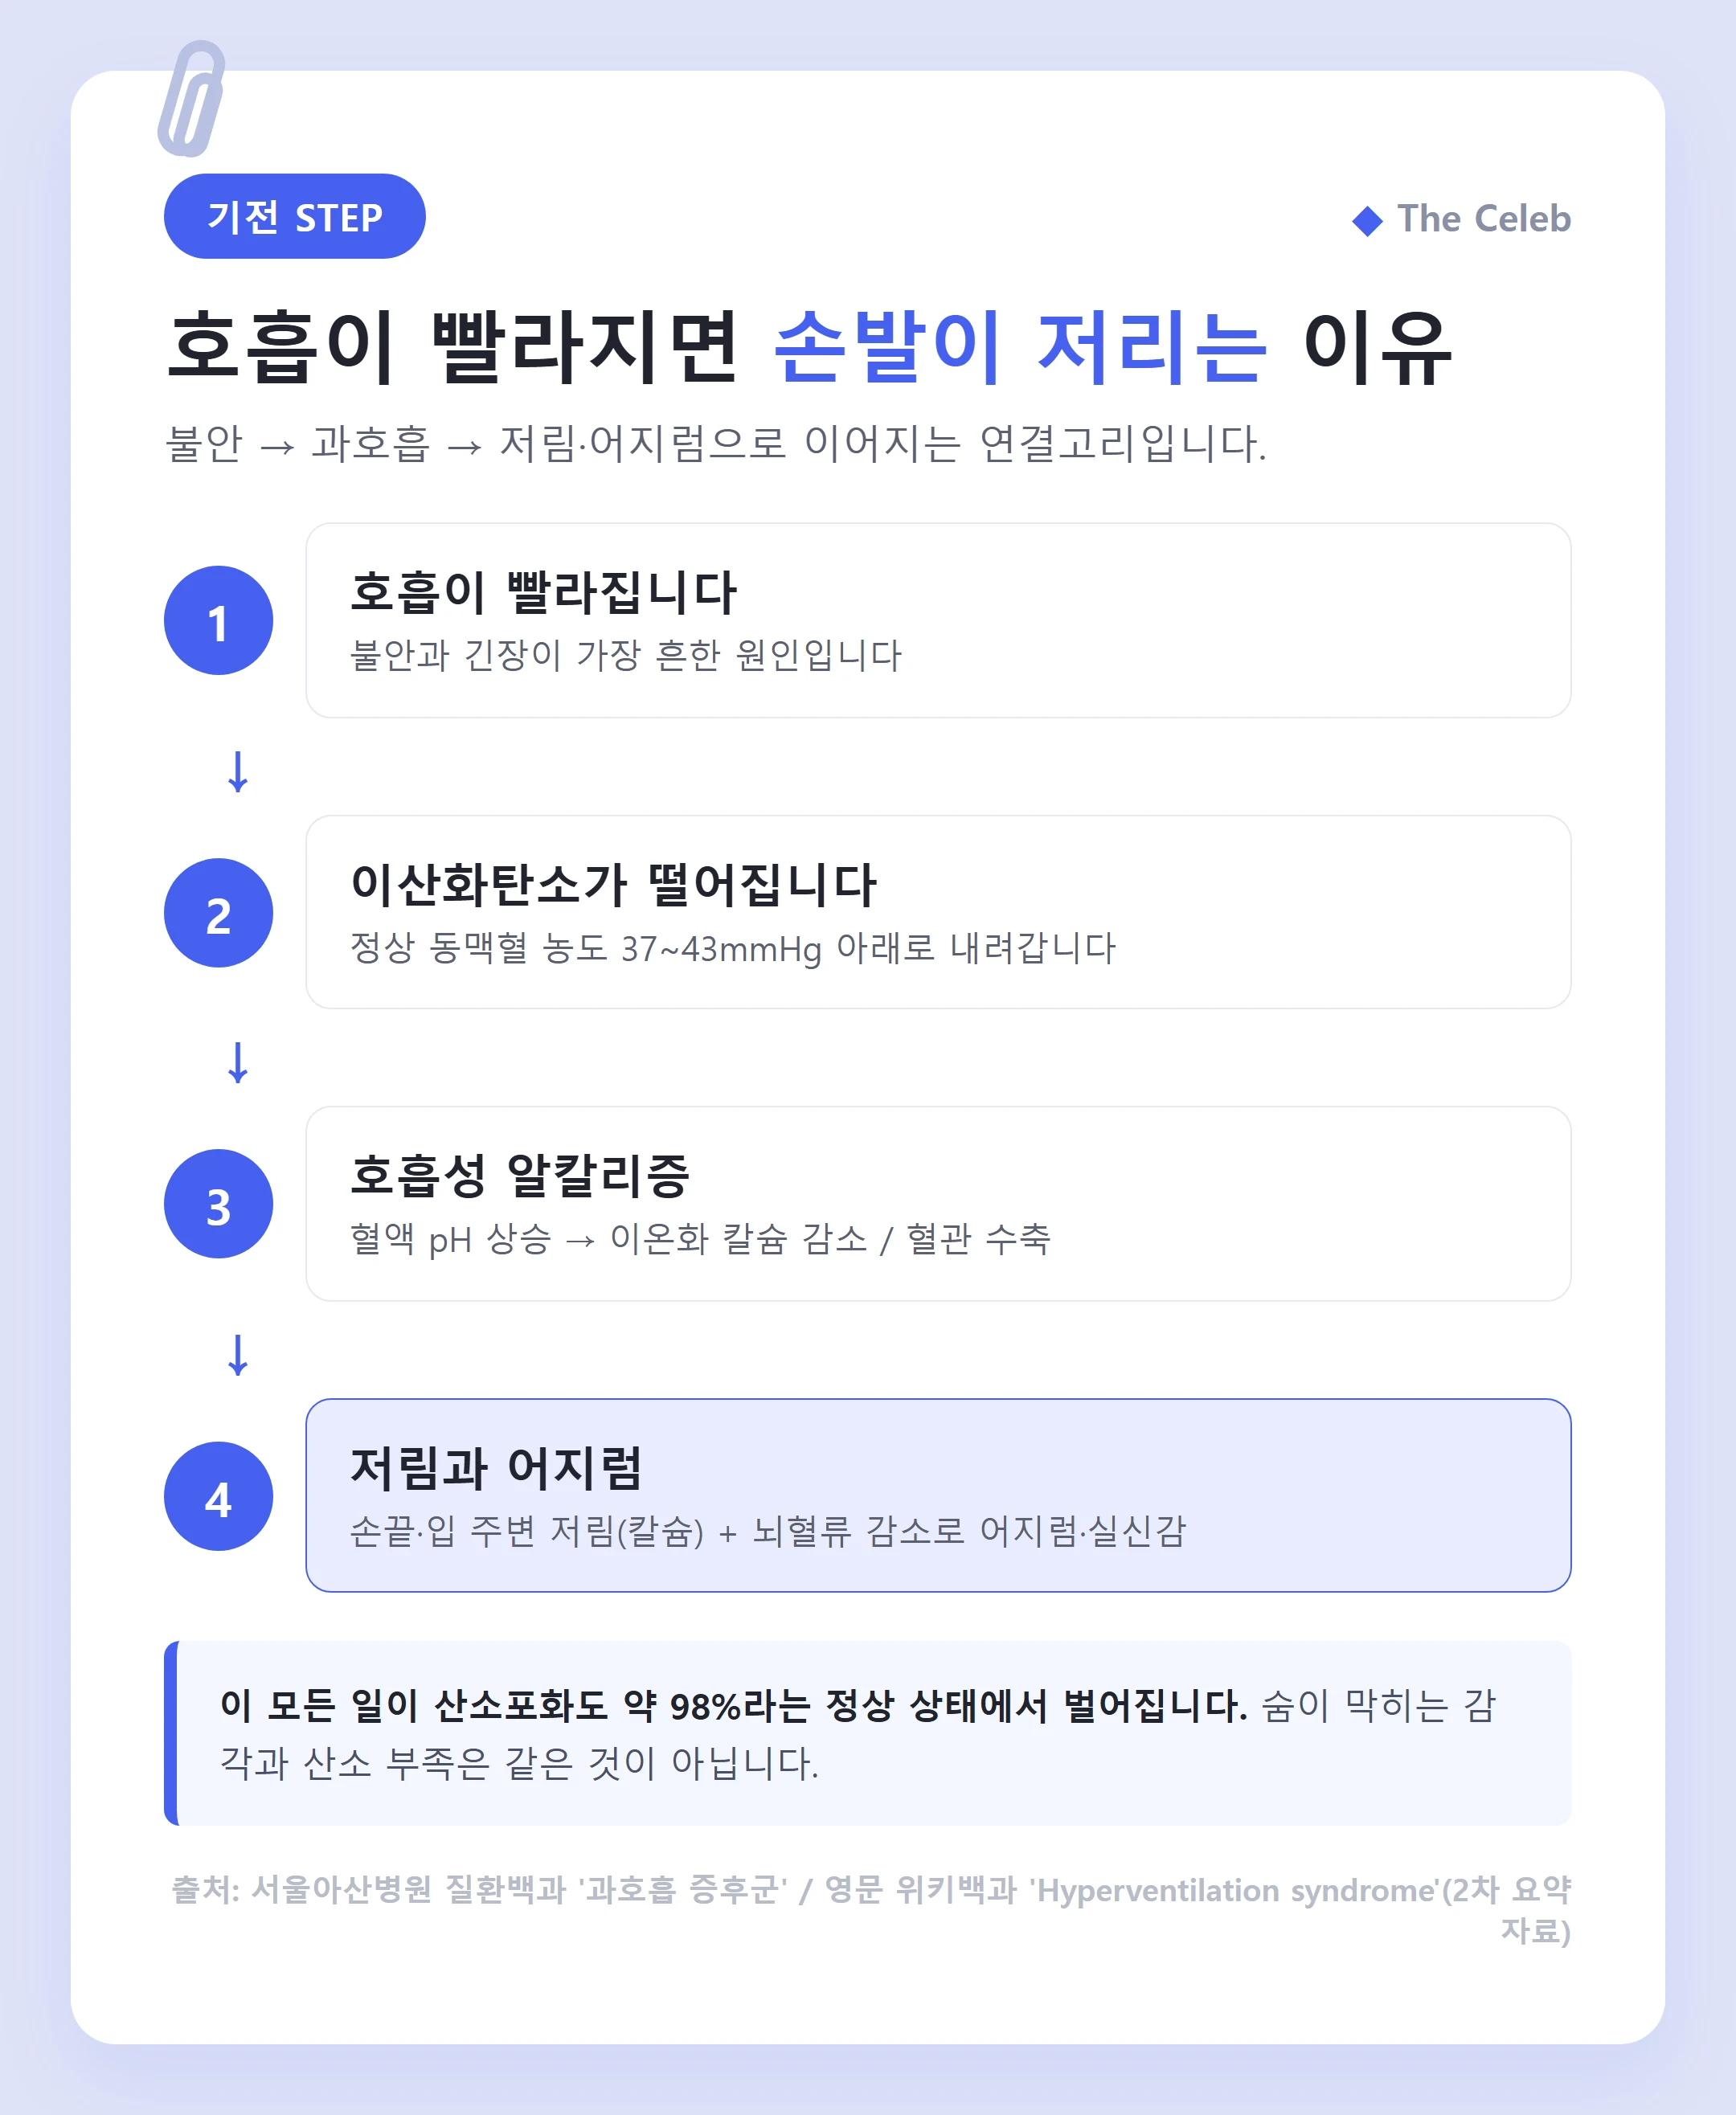 기전 STEP
◆ The Celeb
호흡이 빨라지면 손발이 저리는 이유
불안 → 과호흡 → 저림·어지럼으로 이어지는 연결고리입니다.
1
호흡이 빨라집니다
불안과 긴장이 가장 흔한 원인입니다
↓
2
이산화탄소가 떨어집니다
정상 동맥혈 농도 37~43mmHg 아래로 내려갑니다
↓
3
호흡성 알칼리증
혈액 pH 상승 → 이온화 칼슘 감소 / 혈관 수축
↓
4
저림과 어지럼
손끝·입 주변 저림(칼슘) + 뇌혈류 감소로 어지럼·실신감
이 모든 일이 산소포화도 약 98%라는 정상 상태에서 벌어집니다. 숨이 막히는 감
각과 산소 부족은 같은 것이 아닙니다.
출처: 서울아산병원 질환백과 '과호흡 증후군' / 영문 위키백과 'Hyperventilation syndrome'(2차 요약
자료)